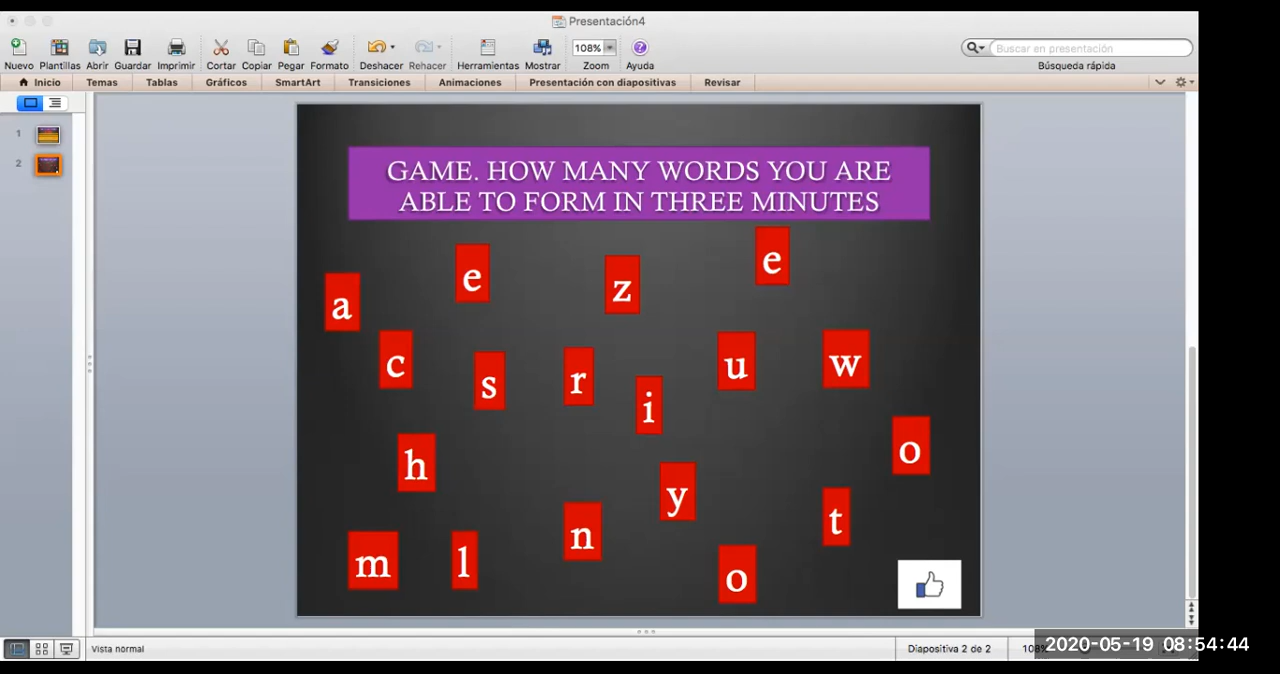 Presentación4
Nuevo Plantillas Abrir Guardar Imprimir Cortar Copiar Pegar Formato Deshacer Rehacer Herramientas Mostrar 108% Zoom Ayuda Buscar en presentación
Búsqueda rápida
Inicio Temas Tablas Gráficos SmartArt Transiciones Animaciones Presentación con diapositivas Revisar
1
2
GAME. HOW MANY WORDS YOU ARE
ABLE TO FORM IN THREE MINUTES
e z e
a
c s r i u w
h y o
n t
m l o
Vista normal Diapositiva 2 de 2 108
2020-05-19 08:54:44